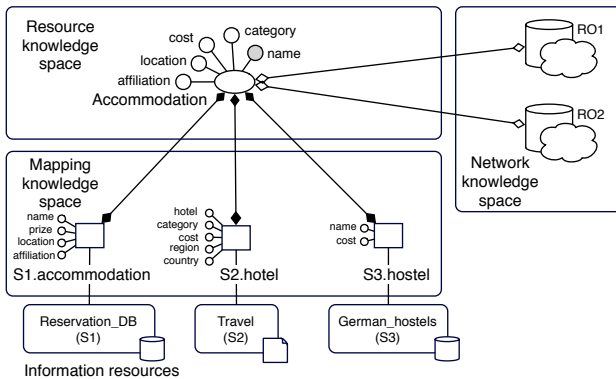 Resource
knowledge
space
cost
category
location
name
affiliation
Accommodation
RO1
RO2
Network
knowledge
space
Mapping
knowledge
space
name
prize
location
affiliation
S1.accommodation
hotel
category
cost
region
country
S2.hotel
name
cost
S3.hostel
Reservation_DB
(S1)
Travel
(S2)
German_hostels
(S3)
Information resources